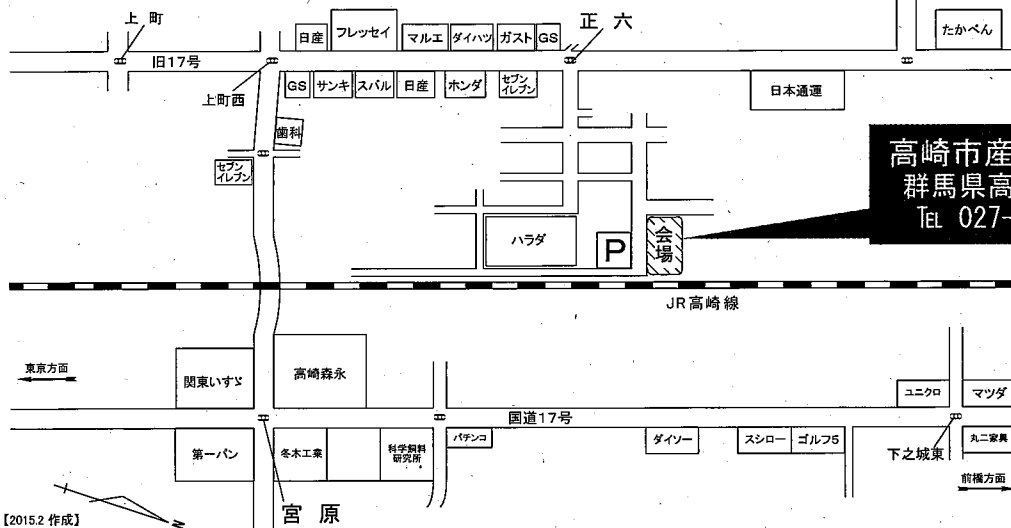 上町
正六
日産
フレッセイ
マルエ
ダイハツ
ガスト
GS
たかべん
旧17号
上町西
GS
サンキ
スバル
日産
ホンダ
セブン
イレブン
日本通運
歯科
セブン
イレブン
高崎市産
群馬県高
TEL 027-
ハラダ
P
会場
JR高崎線
東京方面
関東いすゞ
高崎森永
ユニクロ
マツダ
国道17号
第一パン
冬木工業
科学飼料
研究所
パチンコ
ダイソー
スシロー
ゴルフ5
下之城東
丸二家具
前橋方面
宮原
N
【2015.2 作成】